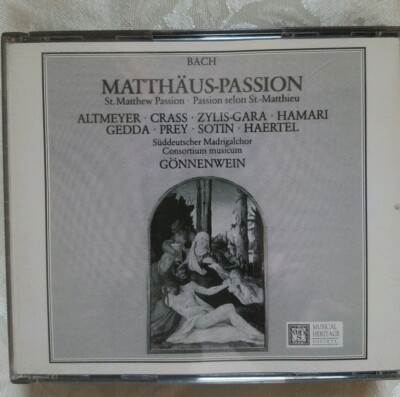 BACH
MATTHÄUS-PASSION
St. Matthew Passion · Passion selon St.-Matthieu
ALTMEYER · CRASS · ZYLIS-GARA · HAMARI
GEDDA · PREY · SOTIN · HAERTEL
Süddeutscher Madrigalchor
Consortium musicum
GÖNNENWEIN
MUSICAL
HERITAGE
SOCIETY